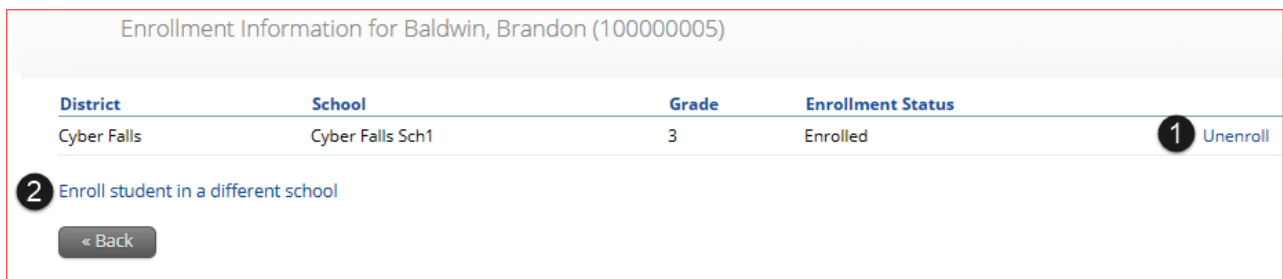 Enrollment Information for Baldwin, Brandon (100000005)
District School Grade Enrollment Status
Cyber Falls Cyber Falls Sch1 3 Enrolled 1 Unenroll
2 Enroll student in a different school
« Back